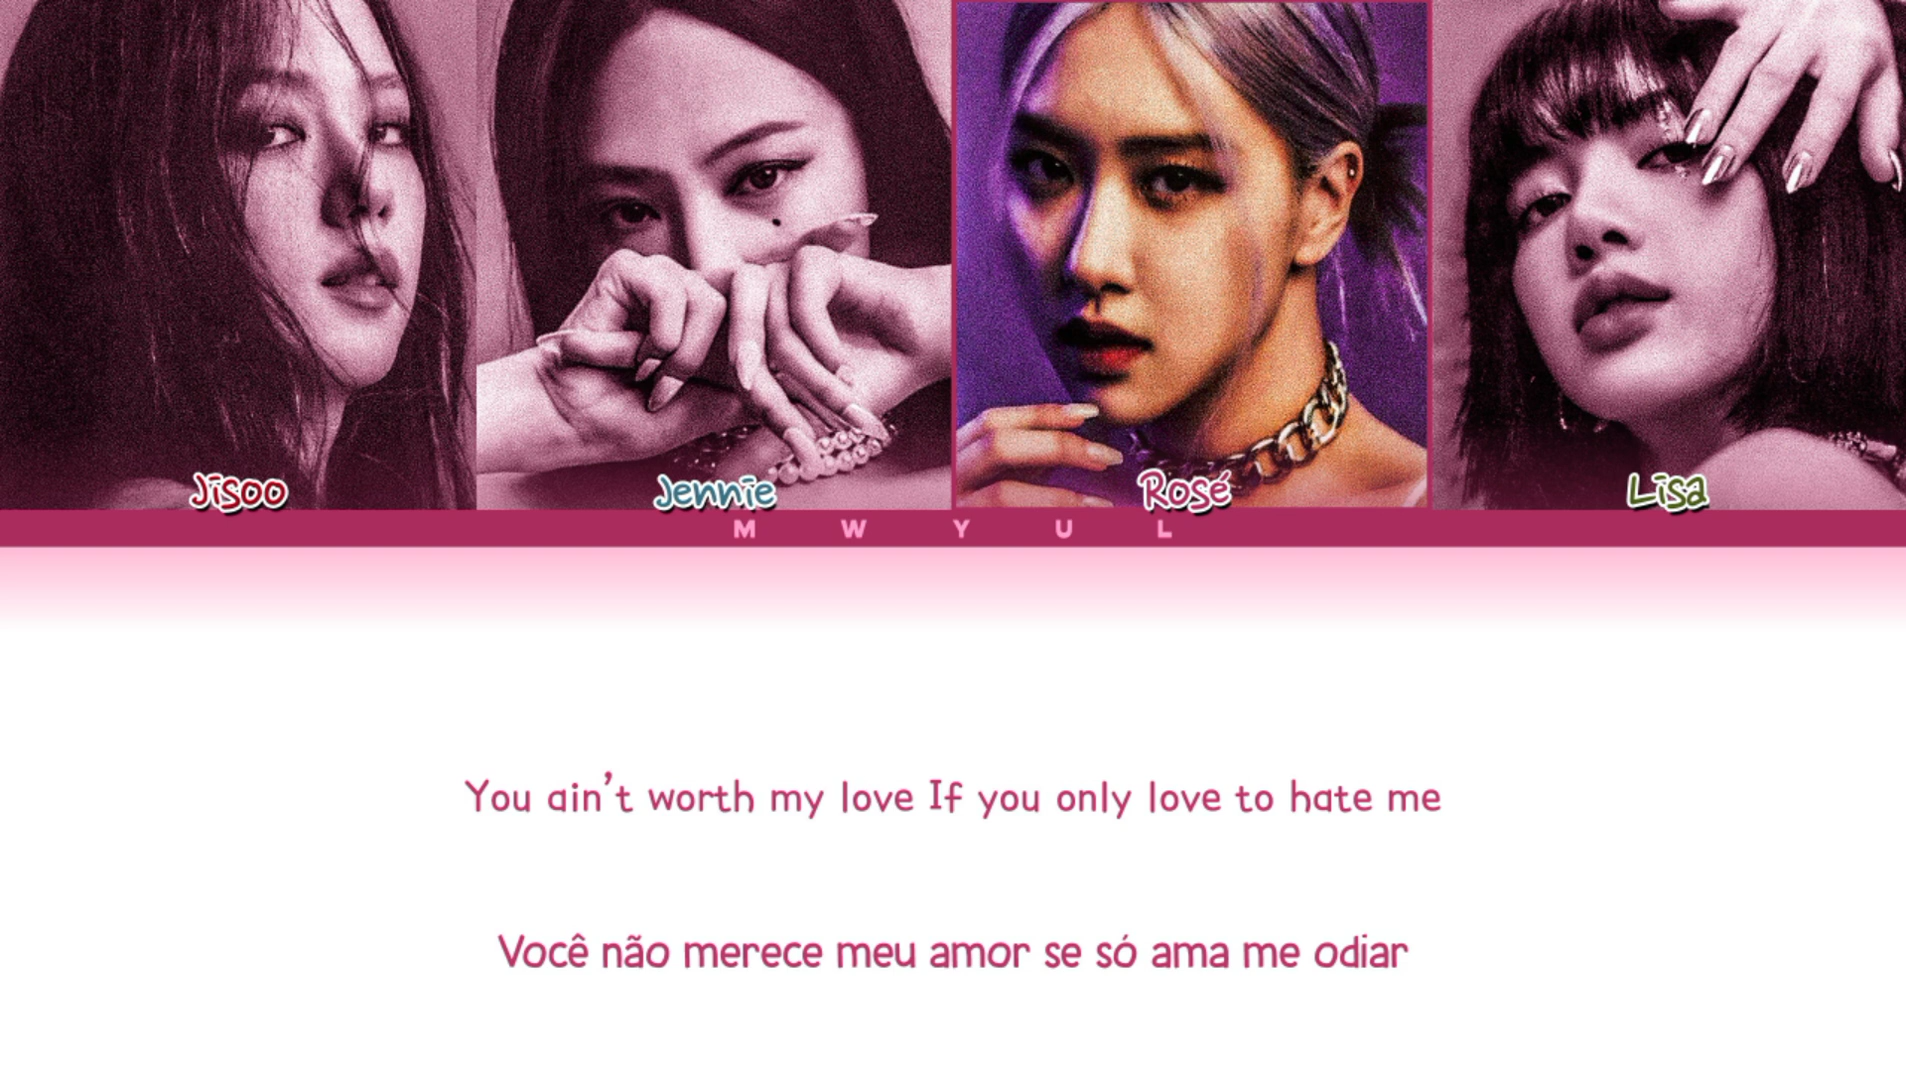 Jisoo
Jennie
Rosé
Lisa
M W Y U L
You ain't worth my love If you only love to hate me
Você não merece meu amor se só ama me odiar